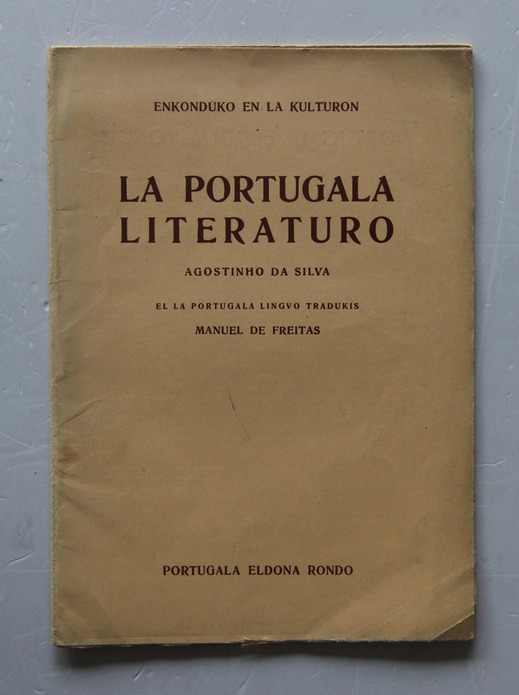 ENKONDUKO EN LA KULTURON
LA PORTUGALA
LITERATURO
AGOSTINHO DA SILVA
EL LA PORTUGALA LINGVO TRADUKIS
MANUEL DE FREITAS
PORTUGALA ELDONA RONDO